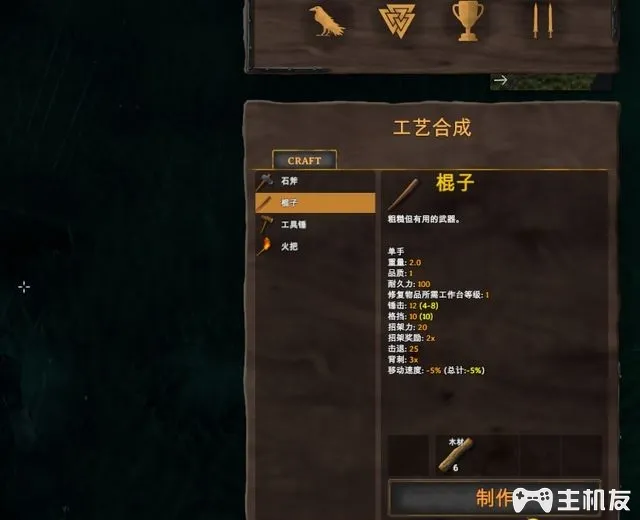 工艺合成
CRAFT
石斧
棍子
工具锤
火把
棍子
粗糙但有用的武器。
单手
重量: 2.0
品质: 1
耐久力: 100
修复物品所需工作台等级: 1
锤击: 12 (4-8)
格挡: 10 (10)
招架力: 20
招架奖励: 2x
击退: 25
背刺: 3x
移动速度: -5% (总计:-5%)
木材
6
制作
主机友